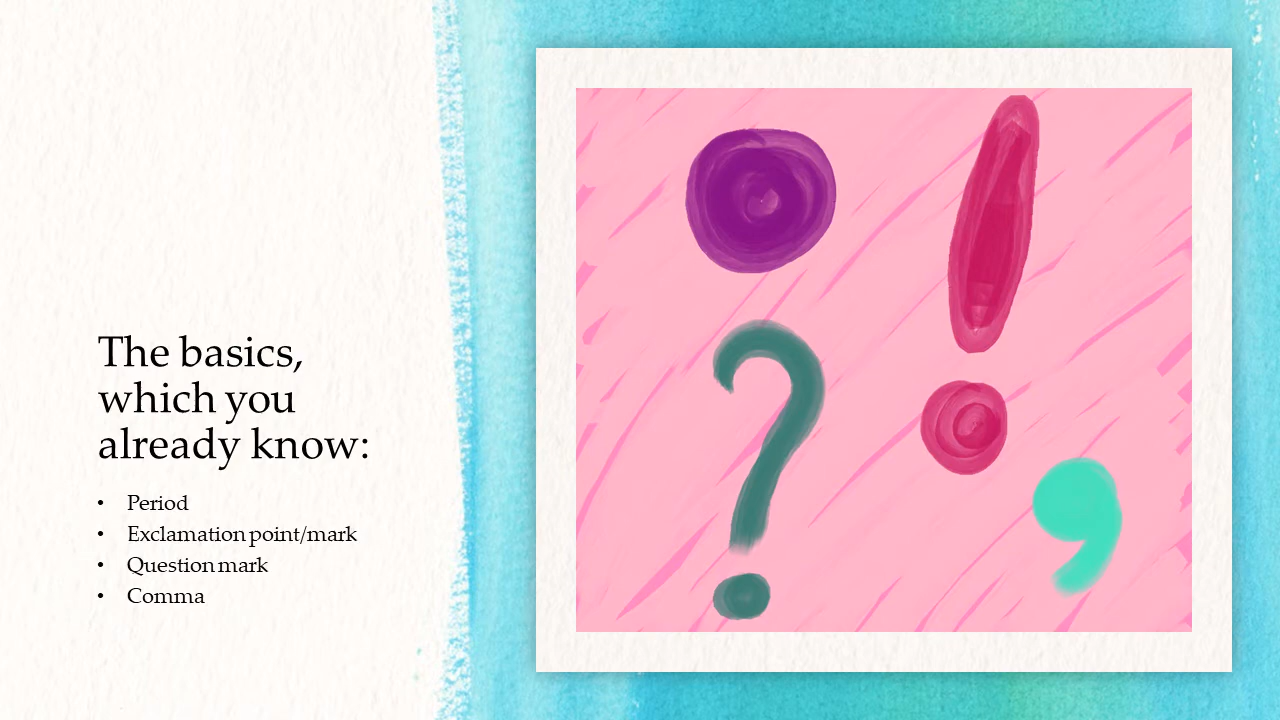 The basics,
which you
already know:
• Period
• Exclamation point/mark
• Question mark
• Comma
. !
? ,